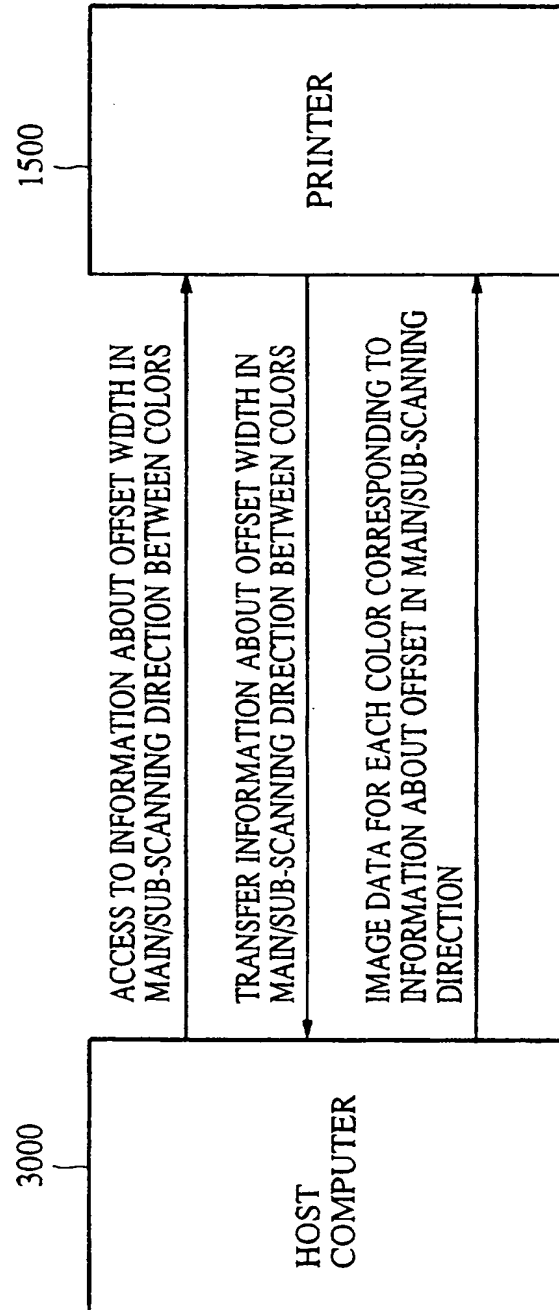 3000
1500
HOST
COMPUTER
ACCESS TO INFORMATION ABOUT OFFSET WIDTH IN
MAIN/SUB-SCANNING DIRECTION BETWEEN COLORS
TRANSFER INFORMATION ABOUT OFFSET WIDTH IN
MAIN/SUB-SCANNING DIRECTION BETWEEN COLORS
IMAGE DATA FOR EACH COLOR CORRESPONDING TO
INFORMATION ABOUT OFFSET IN MAIN/SUB-SCANNING
DIRECTION
PRINTER